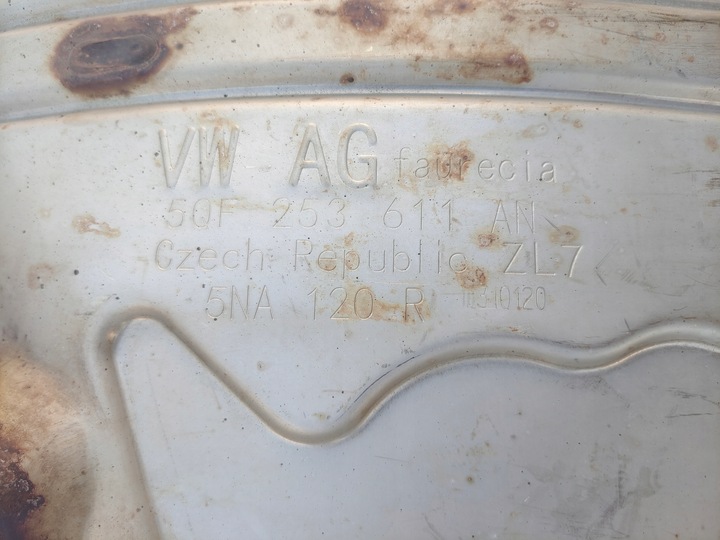 VW AG faurecia
5QF 253 611 AN
Czech Republic ZL7
5NA 120 R